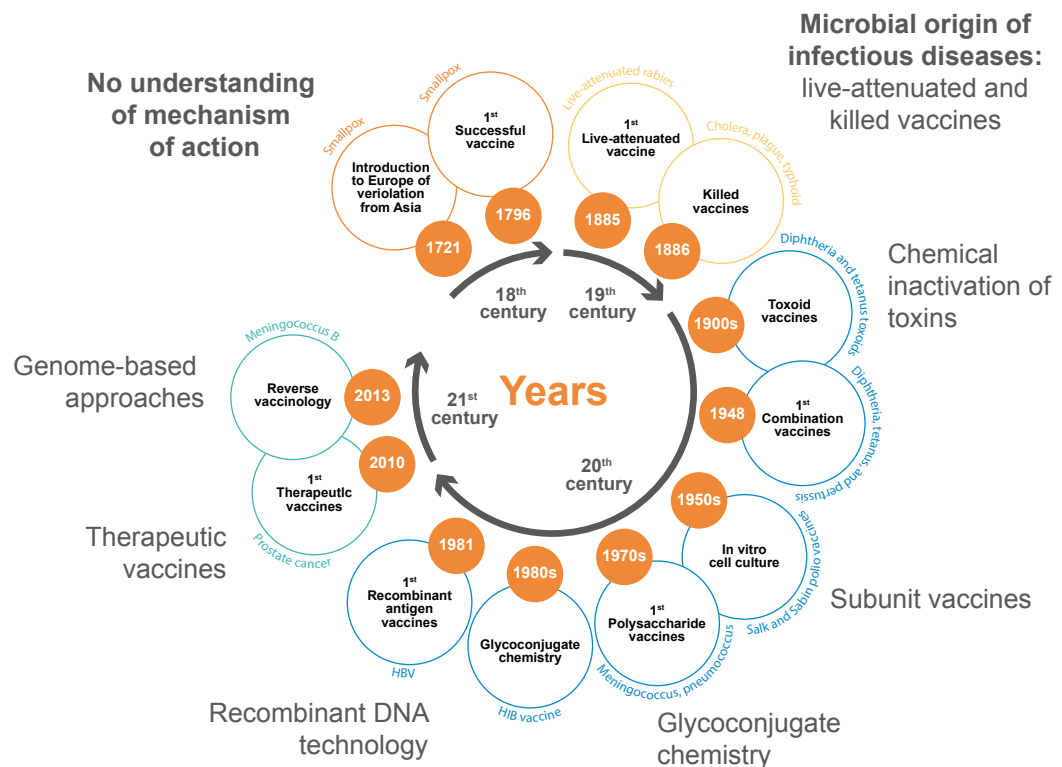 No understanding
of mechanism
of action
Microbial origin of
infectious diseases:
live-attenuated and
killed vaccines
Smallpox
Introduction
to Europe of
veriolation
from Asia
1721
Smallpox
1st
Successful
vaccine
1796
Live-attenuated rabies
1st
Live-attenuated
vaccine
1885
Cholera, plague, typhoid
Killed
vaccines
1886
18th
century
19th
century
Diphtheria and tetanus toxoids
Toxoid
vaccines
1900s
Chemical
inactivation of
toxins
Diphtheria, tetanus, and pertussis
1st
Combination
vaccines
1948
Years
20th
century
1950s
In vitro
cell culture
Salk and Sabin polio vaccines
Subunit vaccines
1970s
1st
Polysaccharide
vaccines
Meningococcus, pneumococcus
Glycoconjugate
chemistry
1980s
Glycoconjugate
chemistry
HIB vaccine
1981
1st
Recombinant
antigen
vaccines
HBV
Recombinant DNA
technology
21st
century
2010
1st
Therapeutic
vaccines
Prostate cancer
Therapeutic
vaccines
Meningococcus B
Reverse
vaccinology
2013
Genome-based
approaches